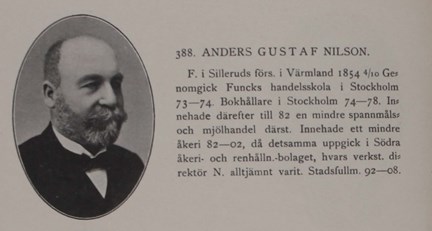 388. ANDERS GUSTAF NILSON.
F. i Silleruds förs. i Värmland 1854 4/10 Ge-
nomgick Funcks handelsskola i Stockholm
73—74. Bokhållare i Stockholm 74—78. In-
nehade därefter till 82 en mindre spannmåls-
och mjölhandel därst. Innehade ett mindre
åkeri 82—02, då detsamma uppgick i Södra
åkeri- och renhålln.-bolaget, hvars verkst. di-
rektör N. alltjämnt varit. Stadsfullm. 92—08.